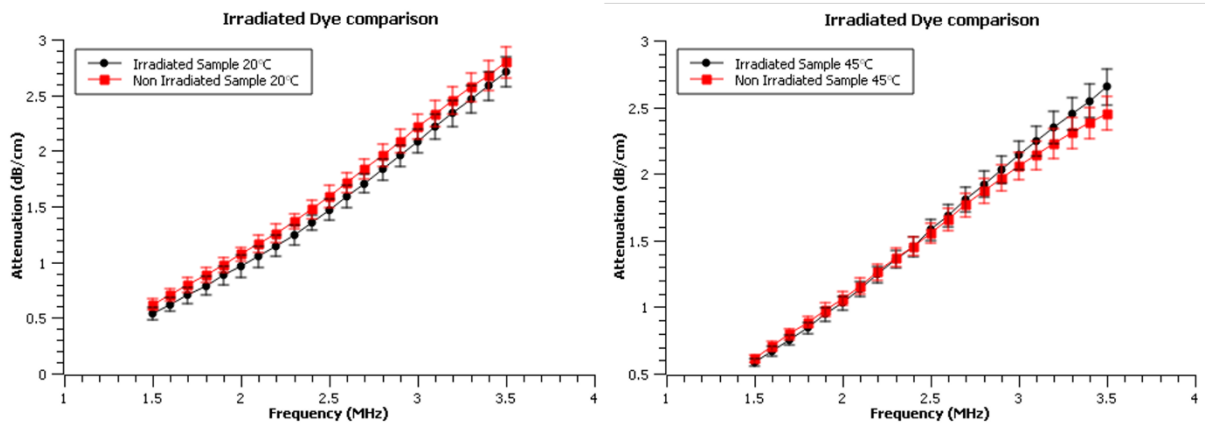 Irradiated Dye comparison
3
2.5
2
1.5
1
0.5
0
Attenuation (dB/cm)
Irradiated Sample 20°C
Non Irradiated Sample 20°C
1
1.5
2
2.5
3
3.5
4
Frequency (MHz)
Irradiated Dye comparison
3
2.5
2
1.5
1
0.5
Attenuation (dB/cm)
Irradiated Sample 45°C
Non Irradiated Sample 45°C
1
1.5
2
2.5
3
3.5
4
Frequency (MHz)